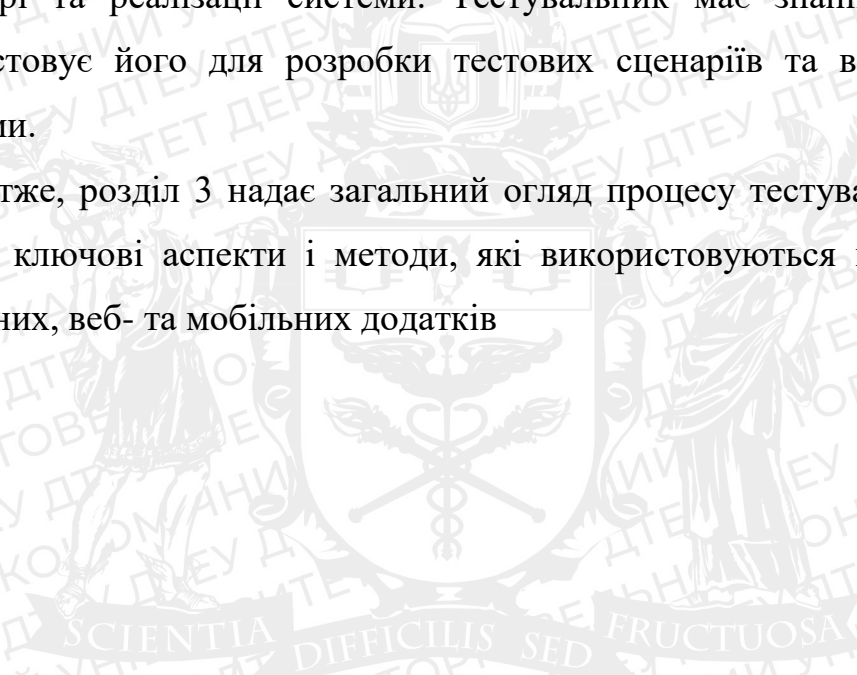 рі та реалізації системи. Тестувальник має знан
стовує його для розробки тестових сценаріїв та в
ми.
тже, розділ 3 надає загальний огляд процесу тестува
ключові аспекти і методи, які використовуються
них, веб- та мобільних додатків
SCIENTIA DIFFICILIS SED FRUCTUOSA